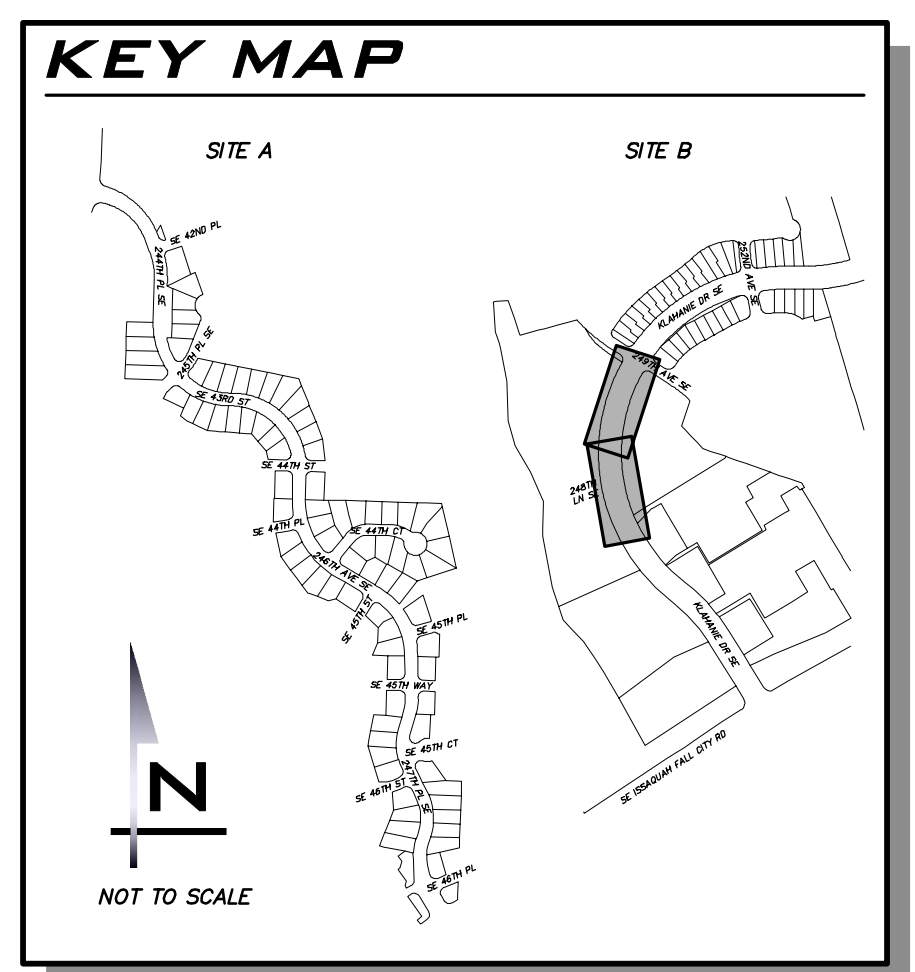 KEY MAP
SITE A
SITE B
SE 42ND PL
244TH PL SE
245TH PL SE
SE 43RD ST
SE 44TH ST
SE 44TH PL
SE 44TH CT
246TH AVE SE
SE 45TH ST
SE 45TH PL
SE 45TH WAY
SE 45TH CT
247TH PL SE
SE 46TH ST
SE 46TH PL
252ND AVE SE
KLAHANIE DR SE
249TH AVE SE
248TH
LN SE
KLAHANIE DR SE
SE ISSAQUAH FALL CITY RD
N
NOT TO SCALE